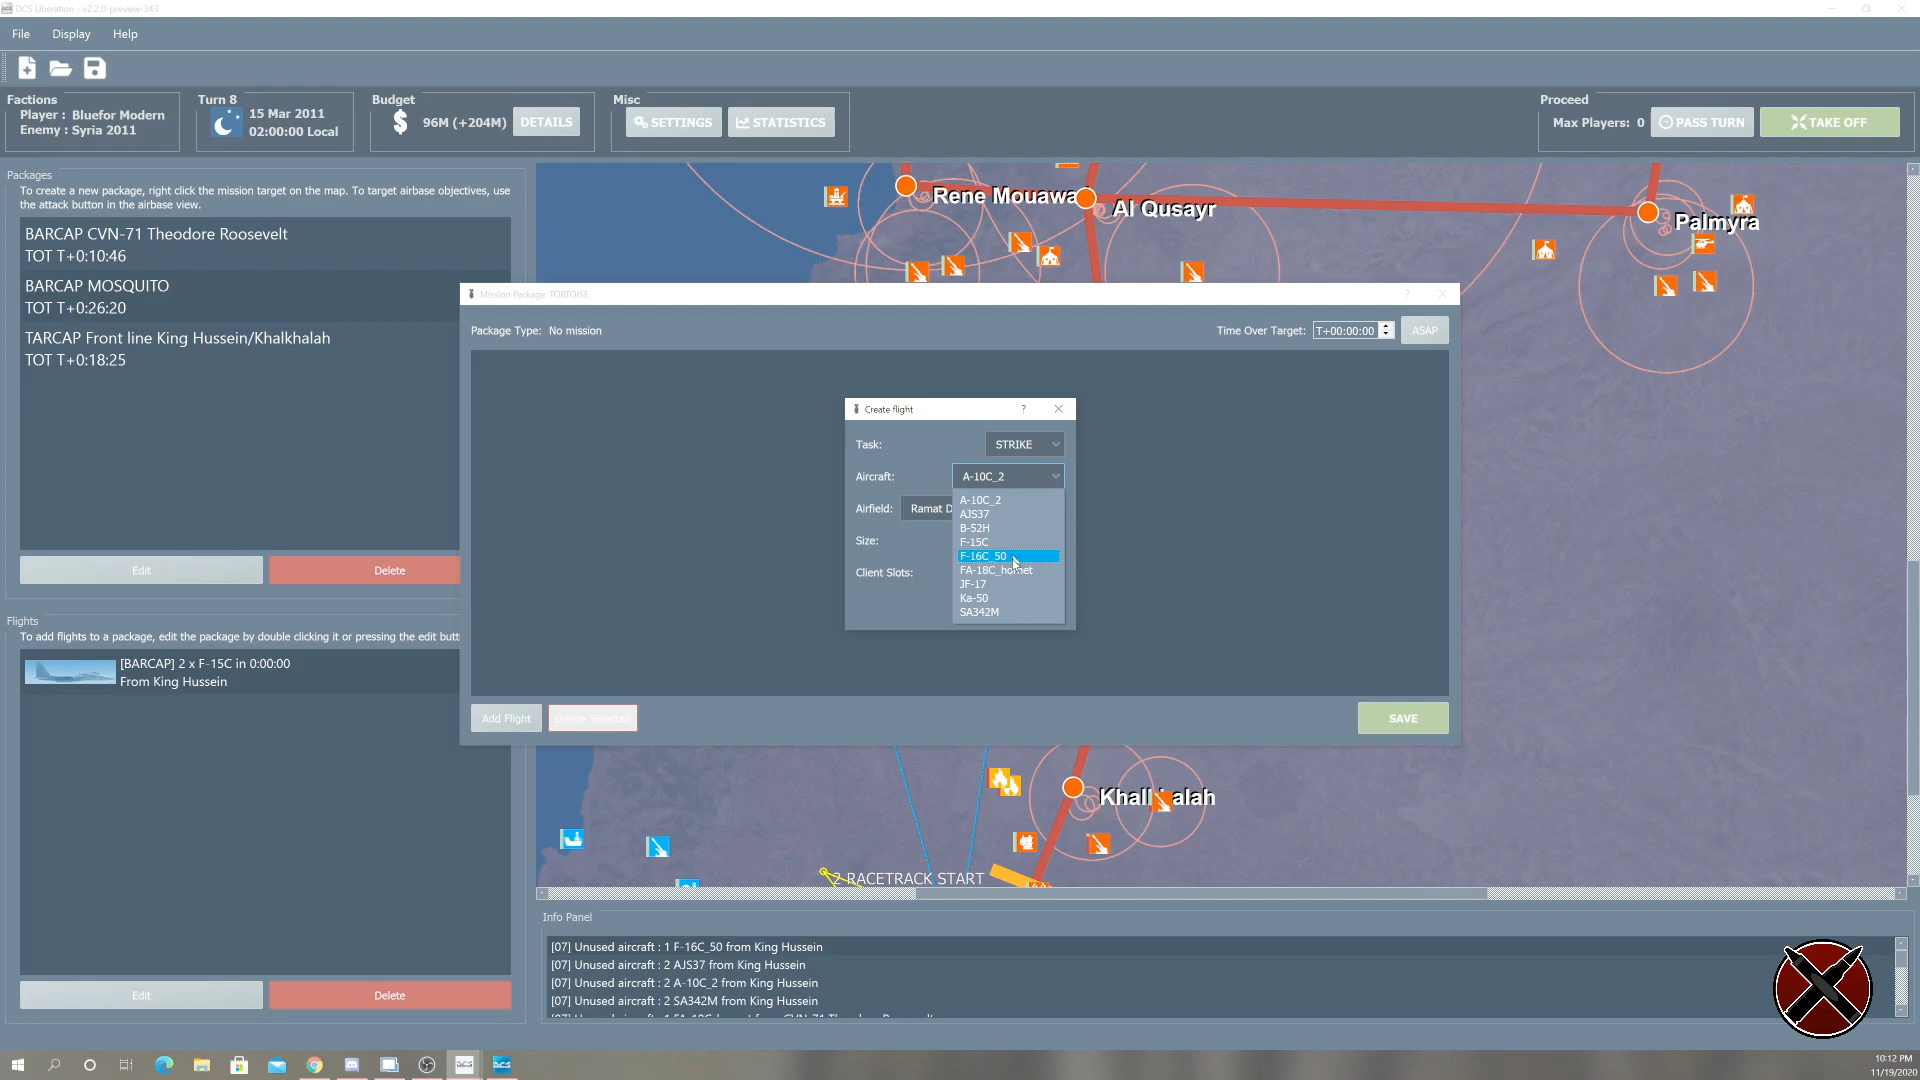 DCS Liberation - v2.2.0-preview-343
File
Display
Help
Factions
Player : Bluefor Modern
Enemy : Syria 2011
Turn 8
15 Mar 2011
02:00:00 Local
Budget
$
96M (+204M)
DETAILS
Misc
SETTINGS
STATISTICS
Proceed
Max Players: 0
PASS TURN
TAKE OFF
Packages
To create a new package, right click the mission target on the map. To target airbase objectives, use
the attack button in the airbase view.
BARCAP CVN-71 Theodore Roosevelt
TOT T+0:10:46
BARCAP MOSQUITO
TOT T+0:26:20
TARCAP Front line King Hussein/Khalkhalah
TOT T+0:18:25
Edit
Delete
Flights
To add flights to a package, edit the package by double clicking it or pressing the edit butt
[BARCAP] 2 x F-15C in 0:00:00
From King Hussein
Edit
Delete
Rene Mouawa
Al Qusayr
Palmyra
Mission Package: TORTOISE
?
Package Type: No mission
Time Over Target: T+00:00:00
ASAP
Create flight
?
Task:
STRIKE
Aircraft:
A-10C_2
Airfield:
Ramat D
Size:
Client Slots:
A-10C_2
AJS37
B-52H
F-15C
F-16C_50
FA-18C_hornet
JF-17
Ka-50
SA342M
Add Flight
Delete Selected
SAVE
2 RACETRACK START
Info Panel
[07] Unused aircraft : 1 F-16C_50 from King Hussein
[07] Unused aircraft : 2 AJS37 from King Hussein
[07] Unused aircraft : 2 A-10C_2 from King Hussein
[07] Unused aircraft : 2 SA342M from King Hussein
DCS
DCS
10:12 PM
11/19/2020